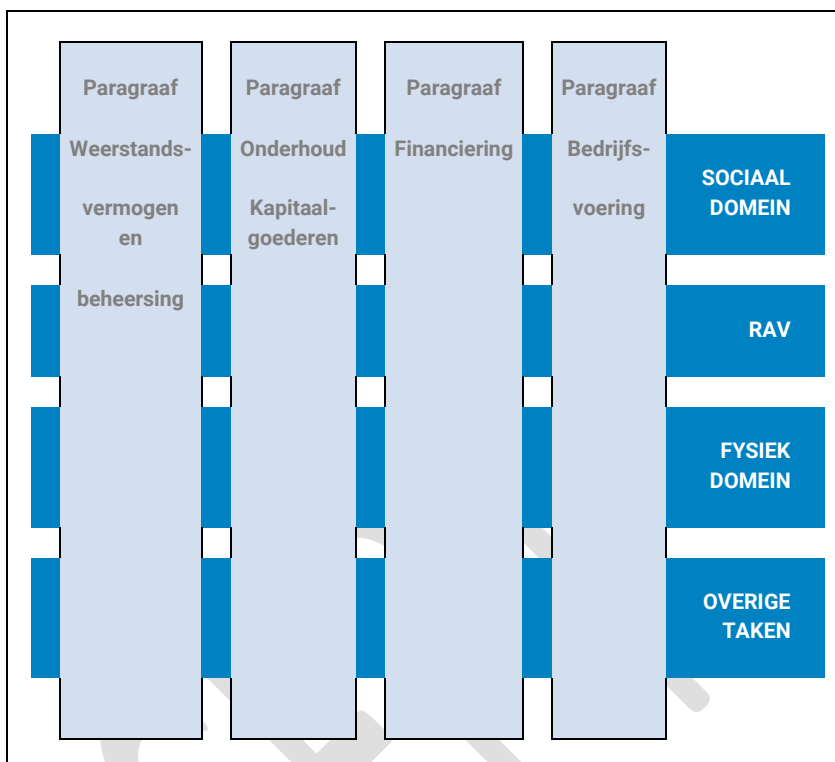 Paragraaf
Weerstands-
vermogen
en
beheersing
Paragraaf
Onderhoud
Kapitaal-
goederen
Paragraaf
Financiering
Paragraaf
Bedrijfs-
voering
SOCIAAL
DOMEIN
RAV
FYSIEK
DOMEIN
OVERIGE
TAKEN